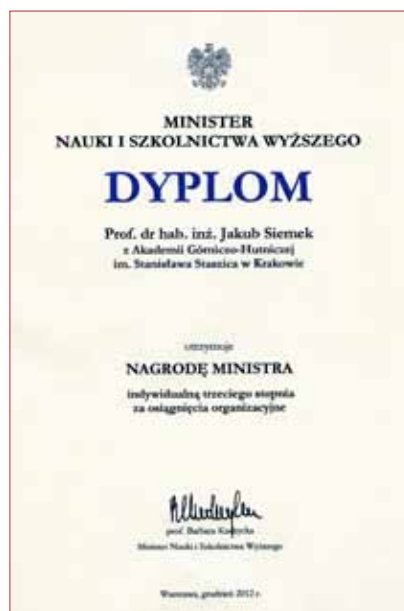 MINISTER
NAUKI I SZKOLNICTWA WYŻSZEGO
DYPLOM
Prof. dr hab. inż. Jakub Siemek
z Akademii Górniczo-Hutniczej
im. Stanisława Staszica w Krakowie
otrzymuje
NAGRODĘ MINISTRA
indywidualną trzeciego stopnia
za osiągnięcia organizacyjne
prof. Barbara Kudrycka
Minister Nauki i Szkolnictwa Wyższego
Warszawa, grudzień 2012 r.